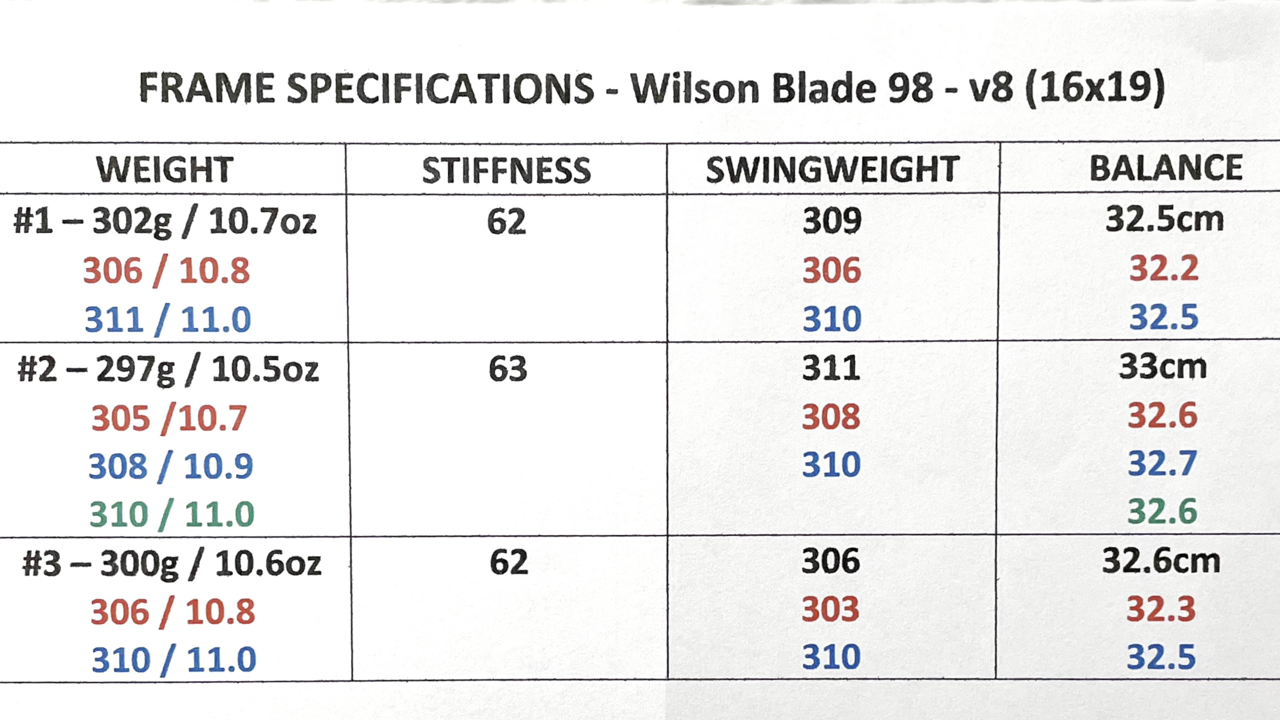 FRAME SPECIFICATIONS - Wilson Blade 98 - v8 (16x19)
WEIGHT STIFFNESS SWINGWEIGHT BALANCE
#1 – 302g / 10.7oz 62 309 32.5cm
306 / 10.8 306 32.2
311 / 11.0 310 32.5
#2 – 297g / 10.5oz 63 311 33cm
305 /10.7 308 32.6
308 / 10.9 310 32.7
310 / 11.0 32.6
#3 – 300g / 10.6oz 62 306 32.6cm
306 / 10.8 303 32.3
310 / 11.0 310 32.5